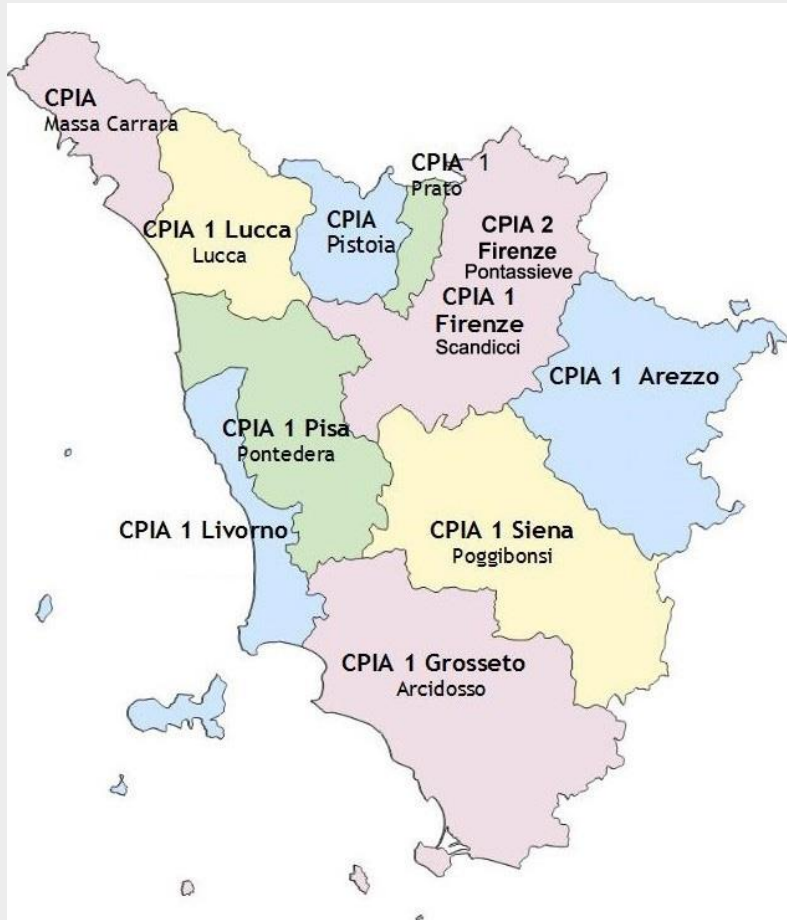 CPIA
Massa Carrara
CPIA 1 Lucca
Lucca
CPIA
Pistoia
CPIA 1
Prato
CPIA 2
Firenze
Pontassieve
CPIA 1
Firenze
Scandicci
CPIA 1 Arezzo
CPIA 1 Pisa
Pontedera
CPIA 1 Livorno
CPIA 1 Siena
Poggibonsi
CPIA 1 Grosseto
Arcidosso